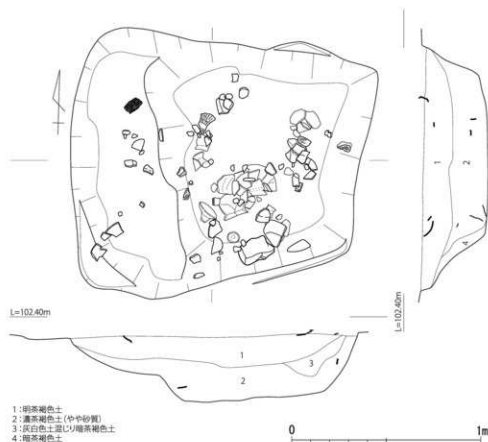 1
2
4
L=102.40m
L=102.40m
1
3
2
1：明茶褐色土
2：濃茶褐色土(やや砂質)
3：灰白色土混じり暗茶褐色土
4：暗茶褐色土
0 1m